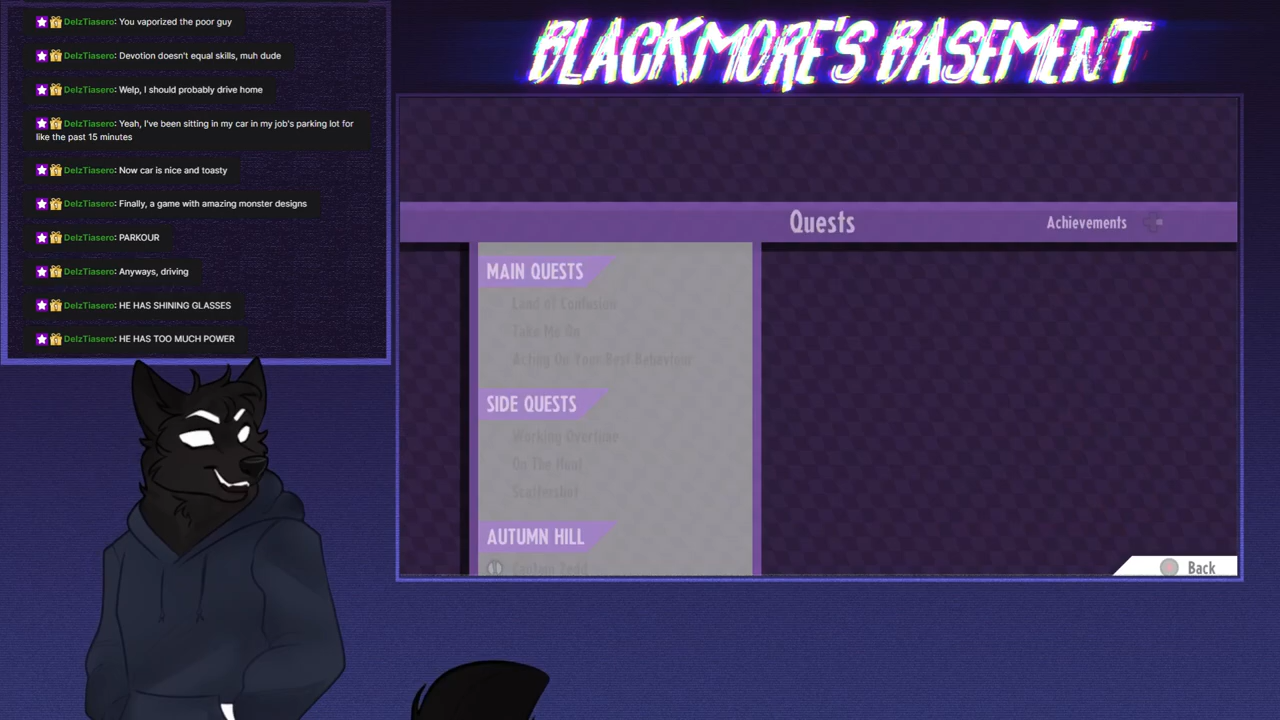 DelzTiasero: You vaporized the poor guy
DelzTiasero: Devotion doesn't equal skills, muh dude
DelzTiasero: Welp, I should probably drive home
DelzTiasero: Yeah, I've been sitting in my car in my job's parking lot for
like the past 15 minutes
DelzTiasero: Now car is nice and toasty
DelzTiasero: Finally, a game with amazing monster designs
DelzTiasero: PARKOUR
DelzTiasero: Anyways, driving
DelzTiasero: HE HAS SHINING GLASSES
DelzTiasero: HE HAS TOO MUCH POWER
BLACKMORE'S BASEMENT
Quests
Achievements
MAIN QUESTS
Land of Confusion
Take Me On
Acting On Your Best Behaviour
SIDE QUESTS
Working Overtime
On The Hunt
Scattershot
AUTUMN HILL
Captain Zedd
Back